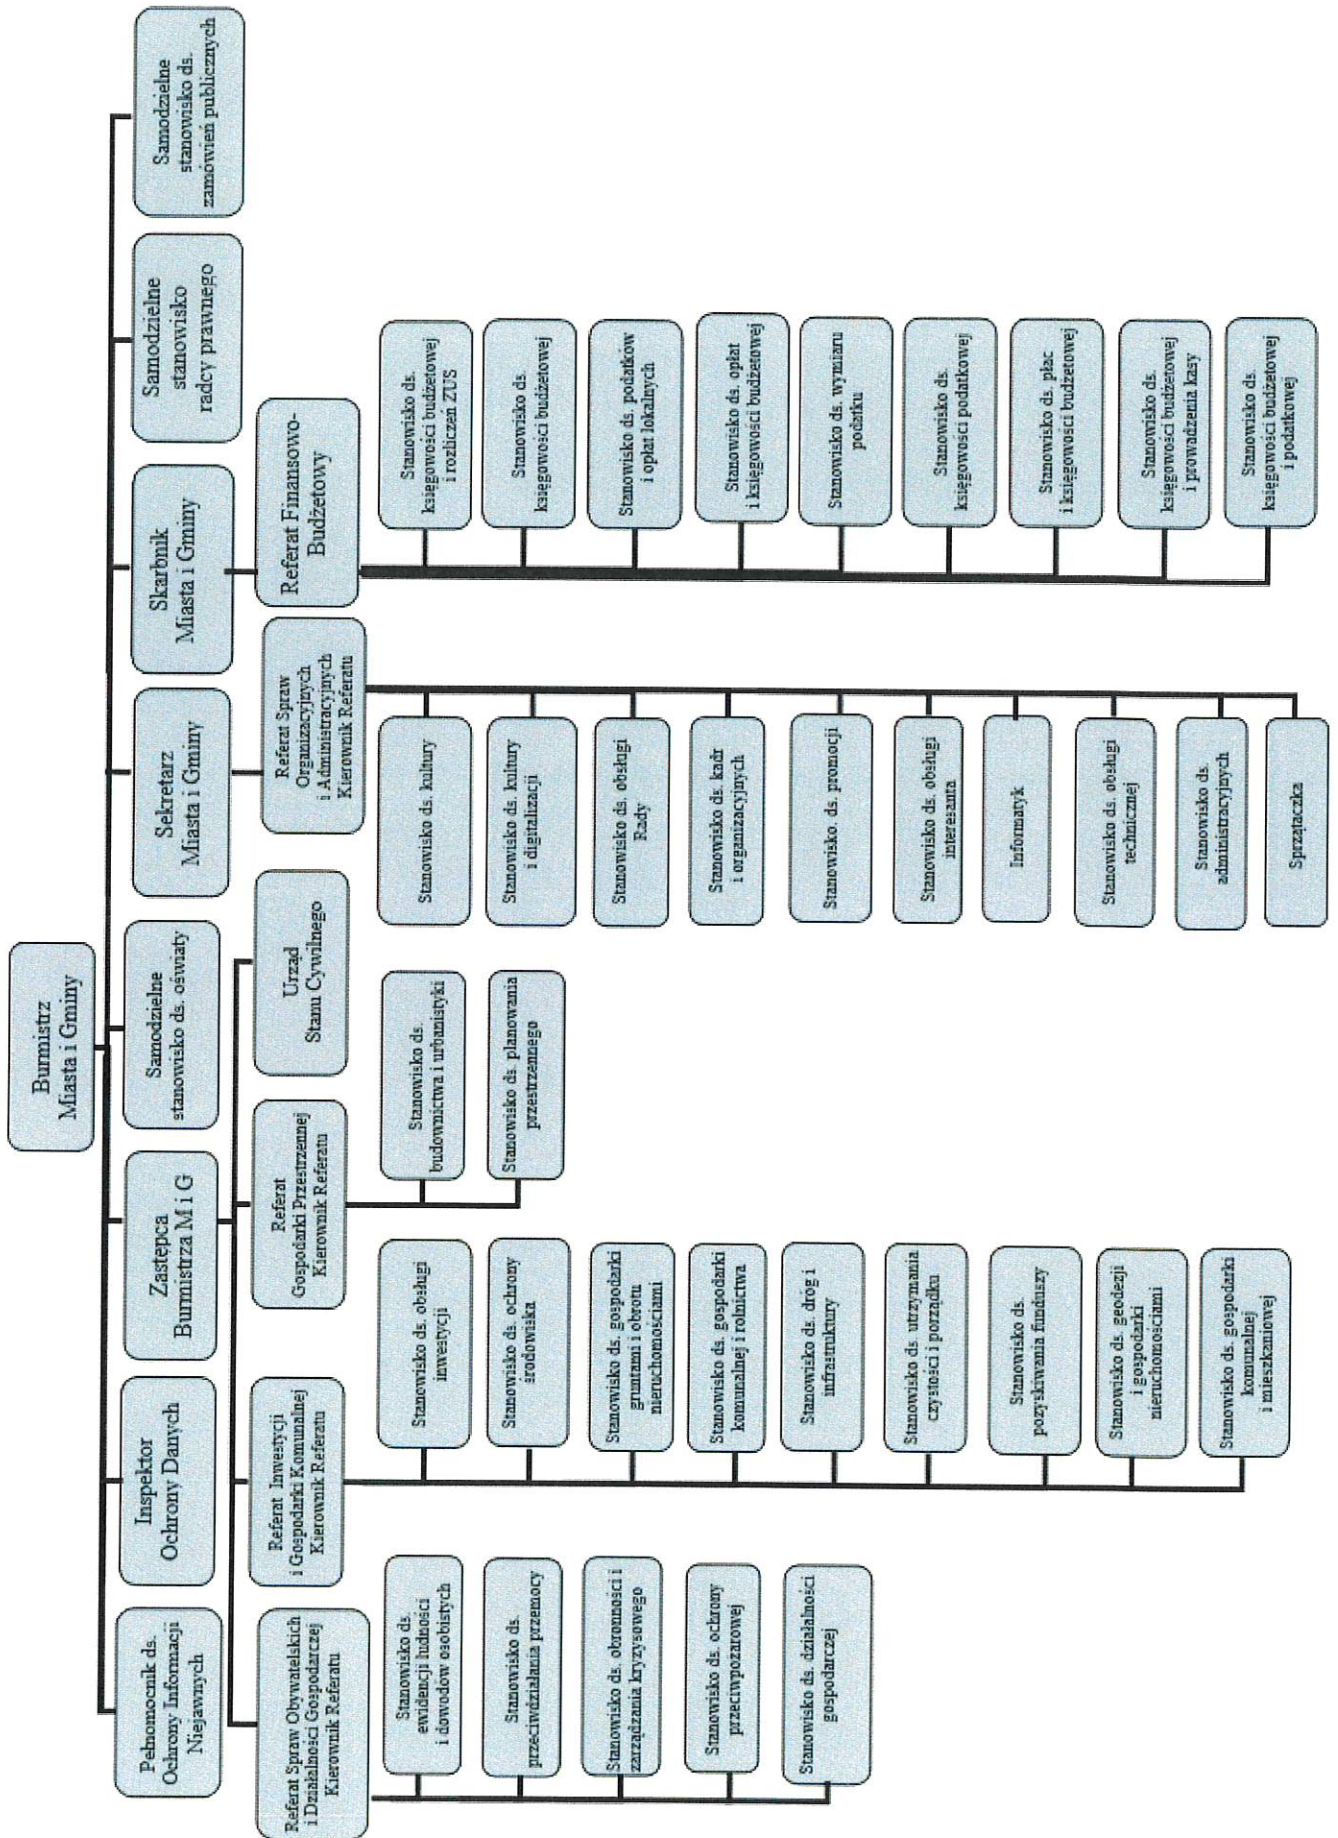 Burmistrz
Miasta i Gminy
Pełnomocnik ds.
Ochrony Informacji
Niejawnych
Inspektor
Ochrony Danych
Zastępca
Burmistrza M i G
Samodzielne
stanowisko ds. oświaty
Sekretarz
Miasta i Gminy
Skarbnik
Miasta i Gminy
Samodzielne
stanowisko
radcy prawnego
Samodzielne
stanowisko ds.
zamówień publicznych
Referat Spraw Obywatelskich
i Działalności Gospodarczej
Kierownik Referatu
Referat Inwestycji
i Gospodarki Komunalnej
Kierownik Referatu
Referat
Gospodarki Przestrzennej
Kierownik Referatu
Urząd
Stanu Cywilnego
Referat Spraw
Organizacyjnych
i Administracyjnych
Kierownik Referatu
Referat Finansowo-
Budżetowy
Stanowisko ds.
ewidencji ludności
i dowodów osobistych
Stanowisko ds.
przeciwdziałania przemocy
Stanowisko ds. obronności i
zarządzania kryzysowego
Stanowisko ds. ochrony
przeciwpożarowej
Stanowisko ds. działalności
gospodarczej
Stanowisko ds. obsługi
inwestycji
Stanowisko ds. ochrony
środowiska
Stanowisko ds. gospodarki
gruntami i obrotu
nieruchomościami
Stanowisko ds. gospodarki
komunalnej i rolnictwa
Stanowisko ds. dróg i
infrastruktury
Stanowisko ds. utrzymania
czystości i porządku
Stanowisko ds.
pozyskiwania funduszy
Stanowisko ds. geodezji
i gospodarki
nieruchomościami
Stanowisko ds. gospodarki
komunalnej
i mieszkaniowej
Stanowisko ds.
budownictwa i urbanistyki
Stanowisko ds. planowania
przestrzennego
Stanowisko ds. kultury
Stanowisko ds. kultury
i digitalizacji
Stanowisko ds. obsługi
Rady
Stanowisko ds. kadr
i organizacyjnych
Stanowisko. ds. promocji
Stanowisko ds. obsługi
interesanta
Informatyk
Stanowisko ds. obsługi
technicznej
Stanowisko ds.
administracyjnych
Sprzątaczka
Stanowisko ds.
księgowości budżetowej
i rozliczeń ZUS
Stanowisko ds.
księgowości budżetowej
Stanowisko ds. podatków
i opłat lokalnych
Stanowisko ds. opłat
i księgowości budżetowej
Stanowisko ds. wymiaru
podatku
Stanowisko ds.
księgowości podatkowej
Stanowisko ds. płac
i księgowości budżetowej
Stanowisko ds.
księgowości budżetowej
i prowadzenia kasy
Stanowisko ds.
księgowości budżetowej
i podatkowej